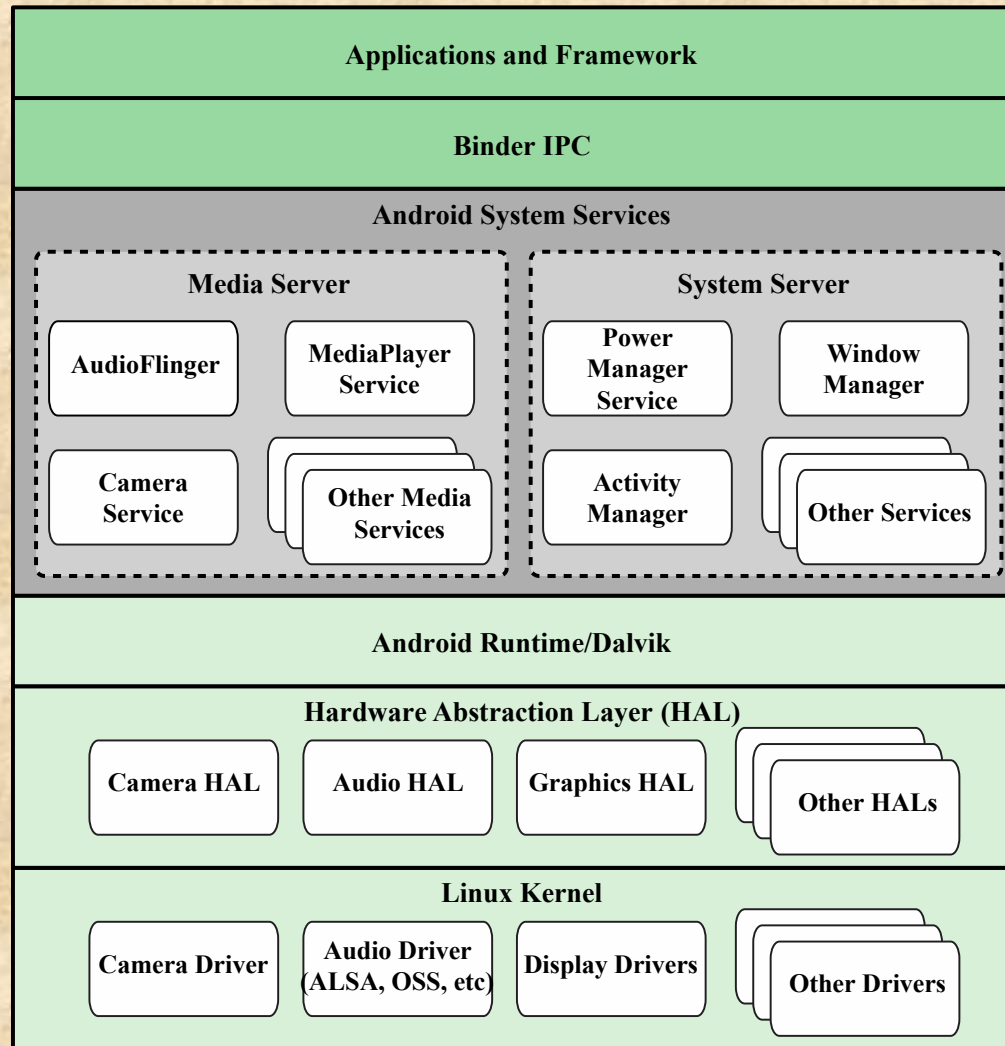 Applications and Framework
Binder IPC
Android System Services
Media Server
AudioFlinger
MediaPlayer
Service
Camera
Service
Other Media
Services
System Server
Power
Manager
Service
Window
Manager
Activity
Manager
Other Services
Android Runtime/Dalvik
Hardware Abstraction Layer (HAL)
Camera HAL
Audio HAL
Graphics HAL
Other HALs
Linux Kernel
Camera Driver
Audio Driver
(ALSA, OSS, etc)
Display Drivers
Other Drivers